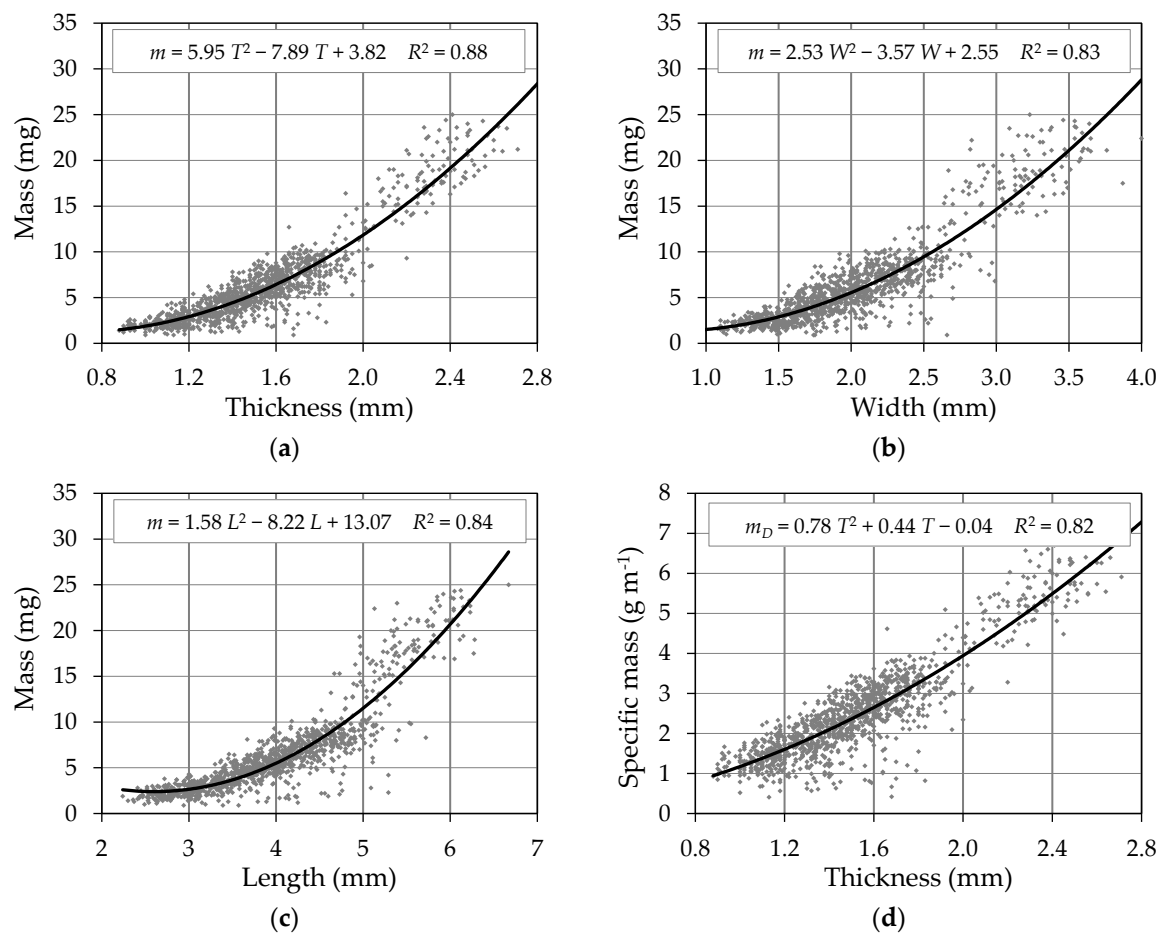 m = 5.95 T² − 7.89 T + 3.82 R² = 0.88
Mass (mg)
35
30
25
20
15
10
5
0
0.8 1.2 1.6 2.0 2.4 2.8
Thickness (mm)
(a)
m = 2.53 W² − 3.57 W + 2.55 R² = 0.83
Mass (mg)
35
30
25
20
15
10
5
0
1.0 1.5 2.0 2.5 3.0 3.5 4.0
Width (mm)
(b)
m = 1.58 L² − 8.22 L + 13.07 R² = 0.84
Mass (mg)
35
30
25
20
15
10
5
0
2 3 4 5 6 7
Length (mm)
(c)
m_D = 0.78 T² + 0.44 T − 0.04 R² = 0.82
Specific mass (g m⁻¹)
8
7
6
5
4
3
2
1
0
0.8 1.2 1.6 2.0 2.4 2.8
Thickness (mm)
(d)